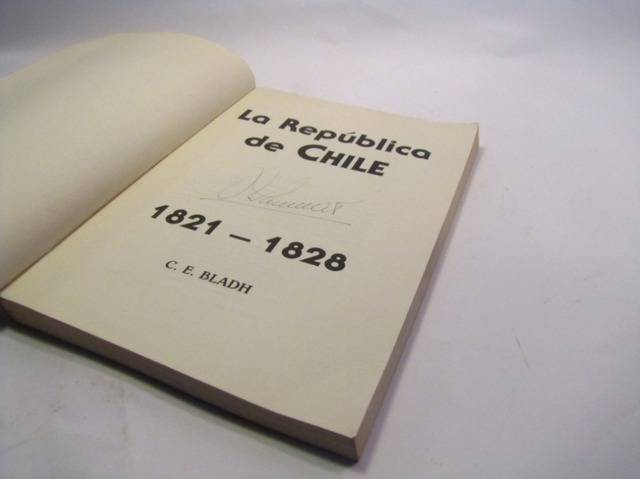 La República
de CHILE
1821 – 1828
C. E. BLADH